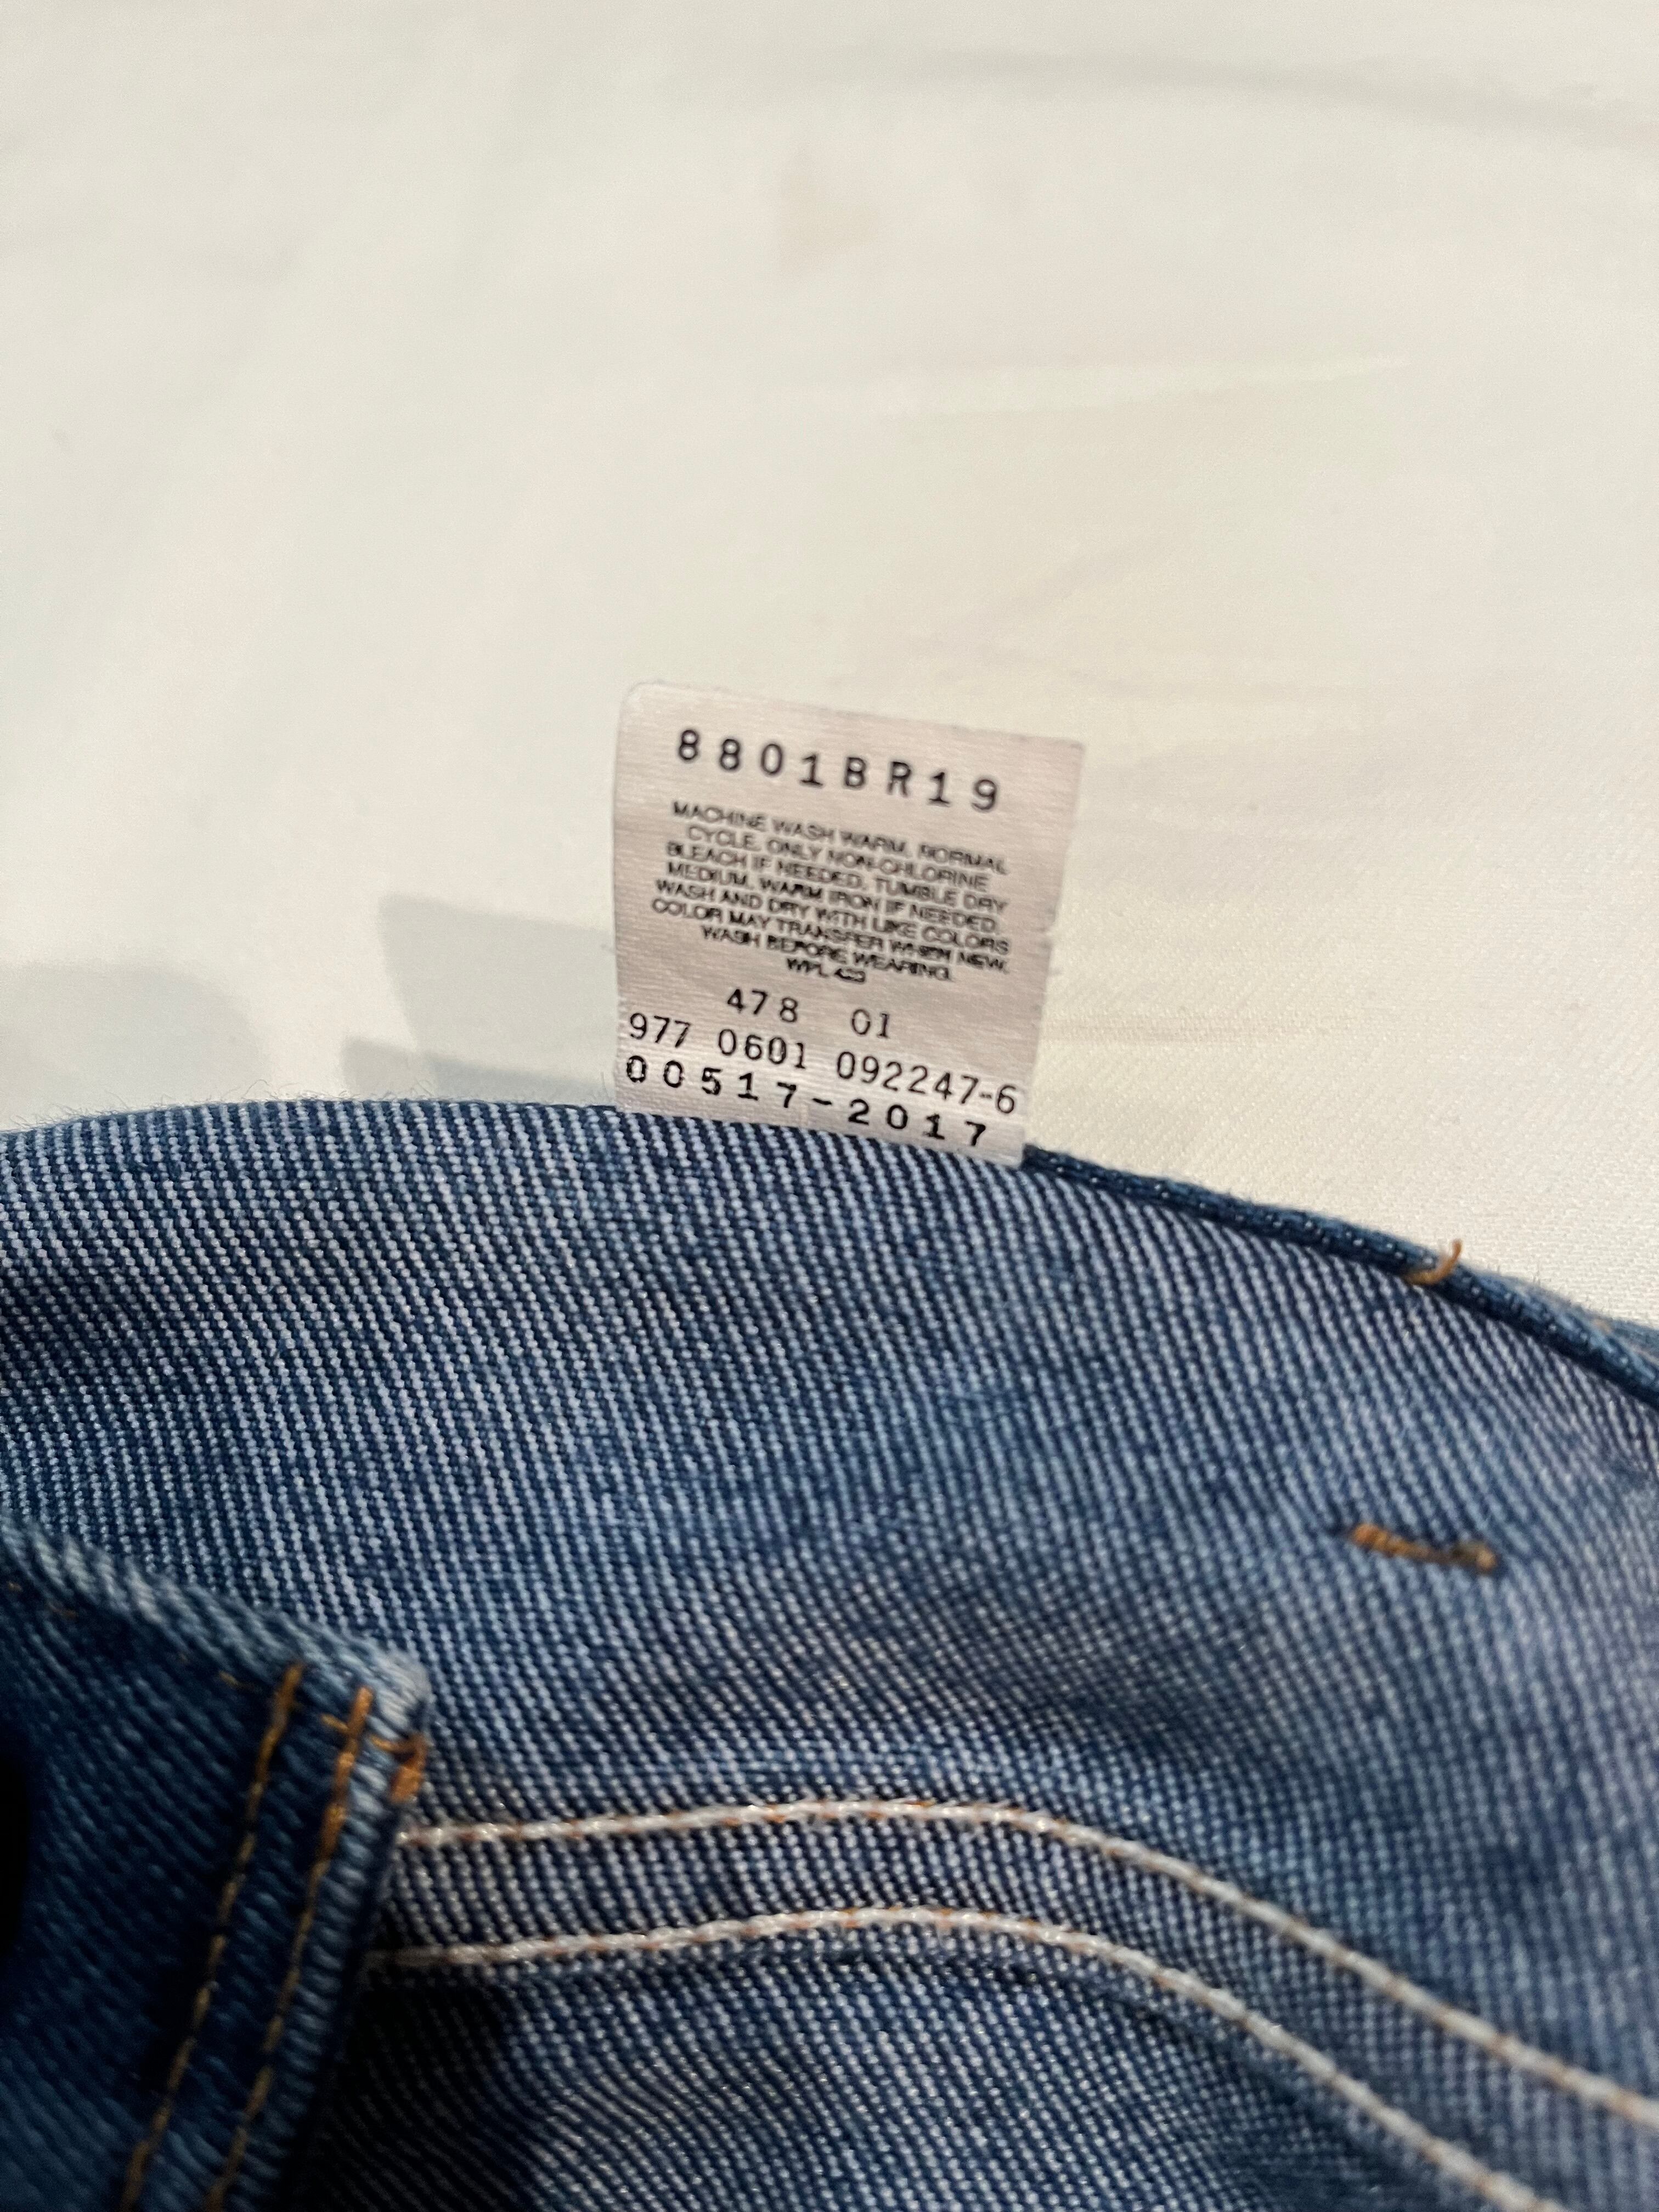 8801BR19
MACHINE WASH WARM, NORMAL
CYCLE. ONLY NON-CHLORINE
BLEACH IF NEEDED. TUMBLE DRY
MEDIUM. WARM IRON IF NEEDED.
WASH AND DRY WITH LIKE COLORS
COLOR MAY TRANSFER WHEN NEW.
WASH BEFORE WEARING.
WPL 423
478 01
977 0601 092247-6
00517-2017